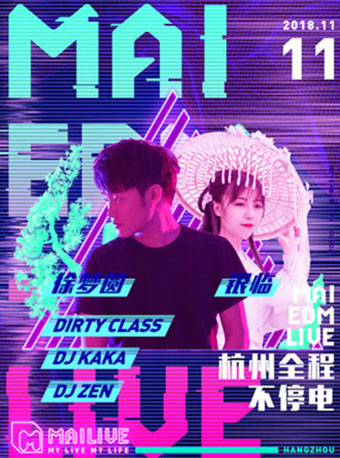 MAI
2018.11
11
EDM
徐梦圆
银临
DIRTY CLASS
DJ KAKA
DJ ZEN
MAI
EDM
LIVE
杭州全程
不停电
LIVE
MAILIVE
MY LIVE MY LIFE
HANGZHOU